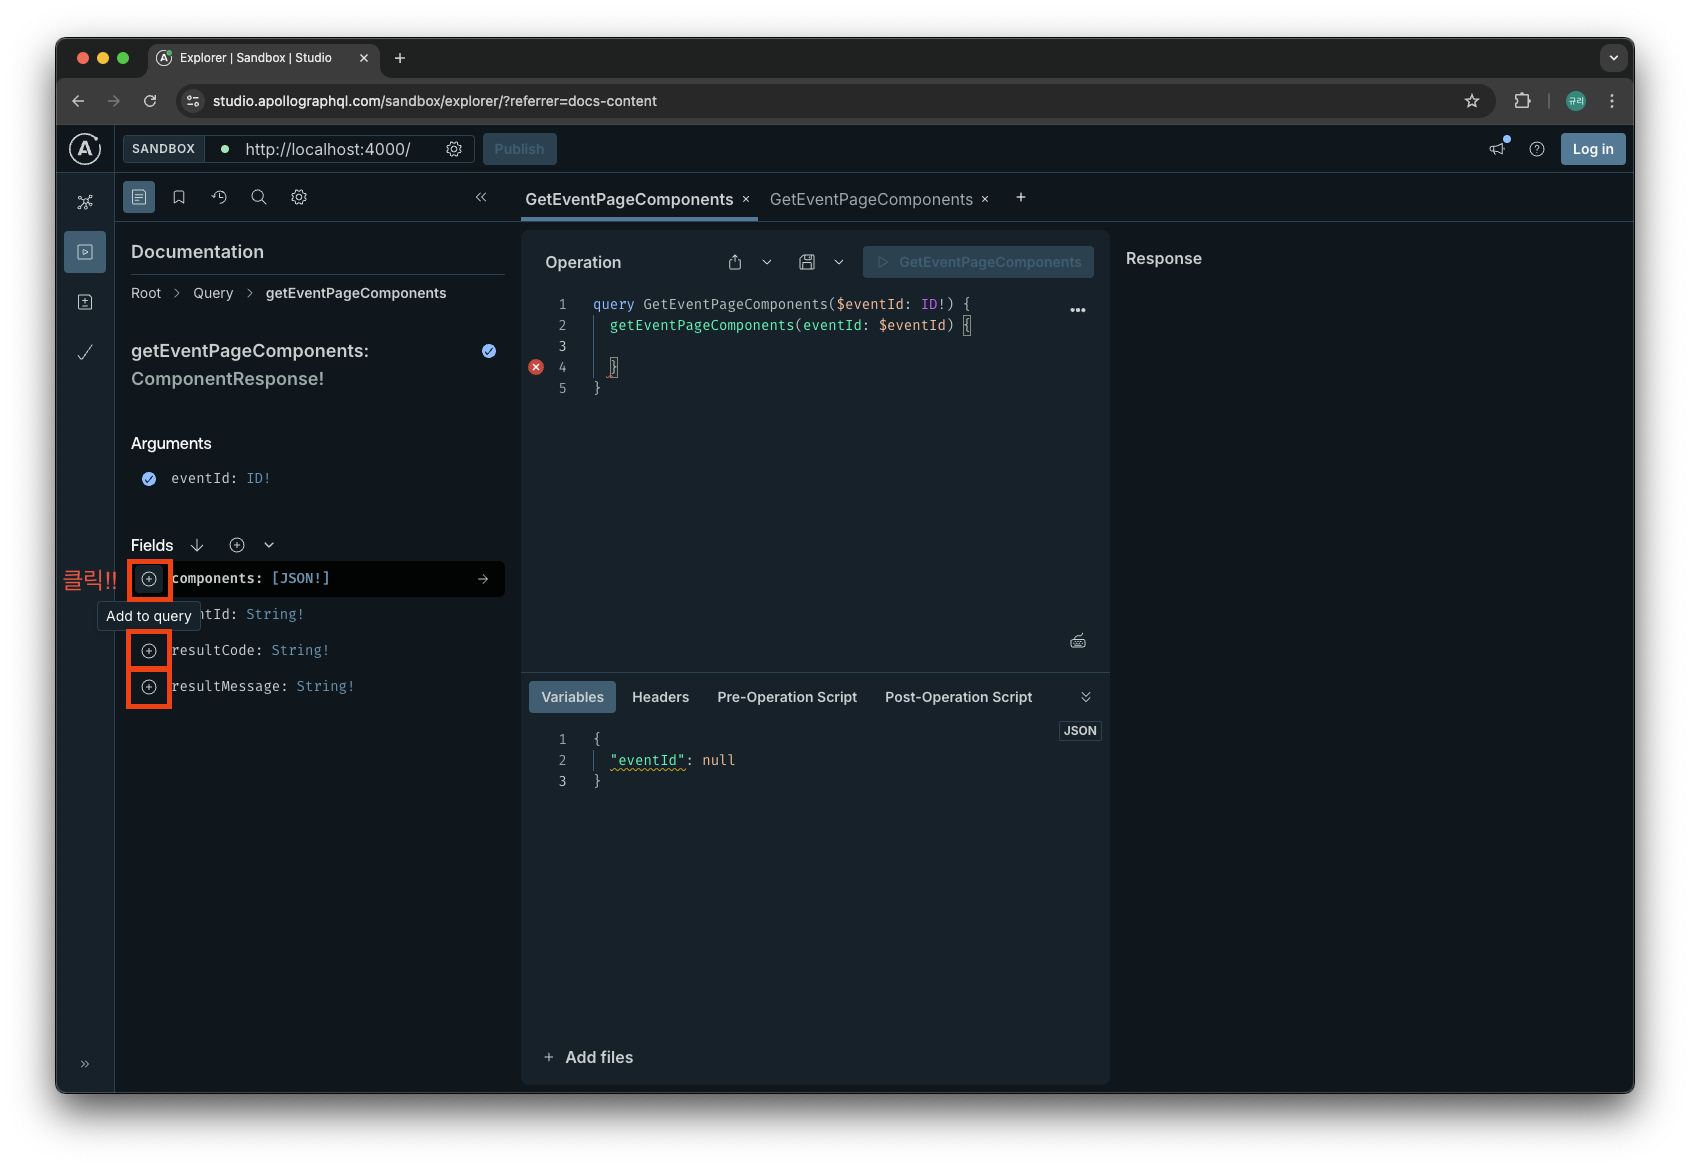 Explorer | Sandbox | Studio
studio.apollographql.com/sandbox/explorer/?referrer=docs-content
규리
SANDBOX
http://localhost:4000/
Publish
Log in
GetEventPageComponents
GetEventPageComponents
Documentation
Root > Query > getEventPageComponents
getEventPageComponents:
ComponentResponse!
Arguments
eventId: ID!
Fields
클릭!!
components: [JSON!]
Add to query
ntId: String!
resultCode: String!
resultMessage: String!
Operation
GetEventPageComponents
1 query GetEventPageComponents($eventId: ID!) {
2 getEventPageComponents(eventId: $eventId) {
3
4 }
5 }
Variables
Headers
Pre-Operation Script
Post-Operation Script
JSON
1 {
2 "eventId": null
3 }
+ Add files
Response